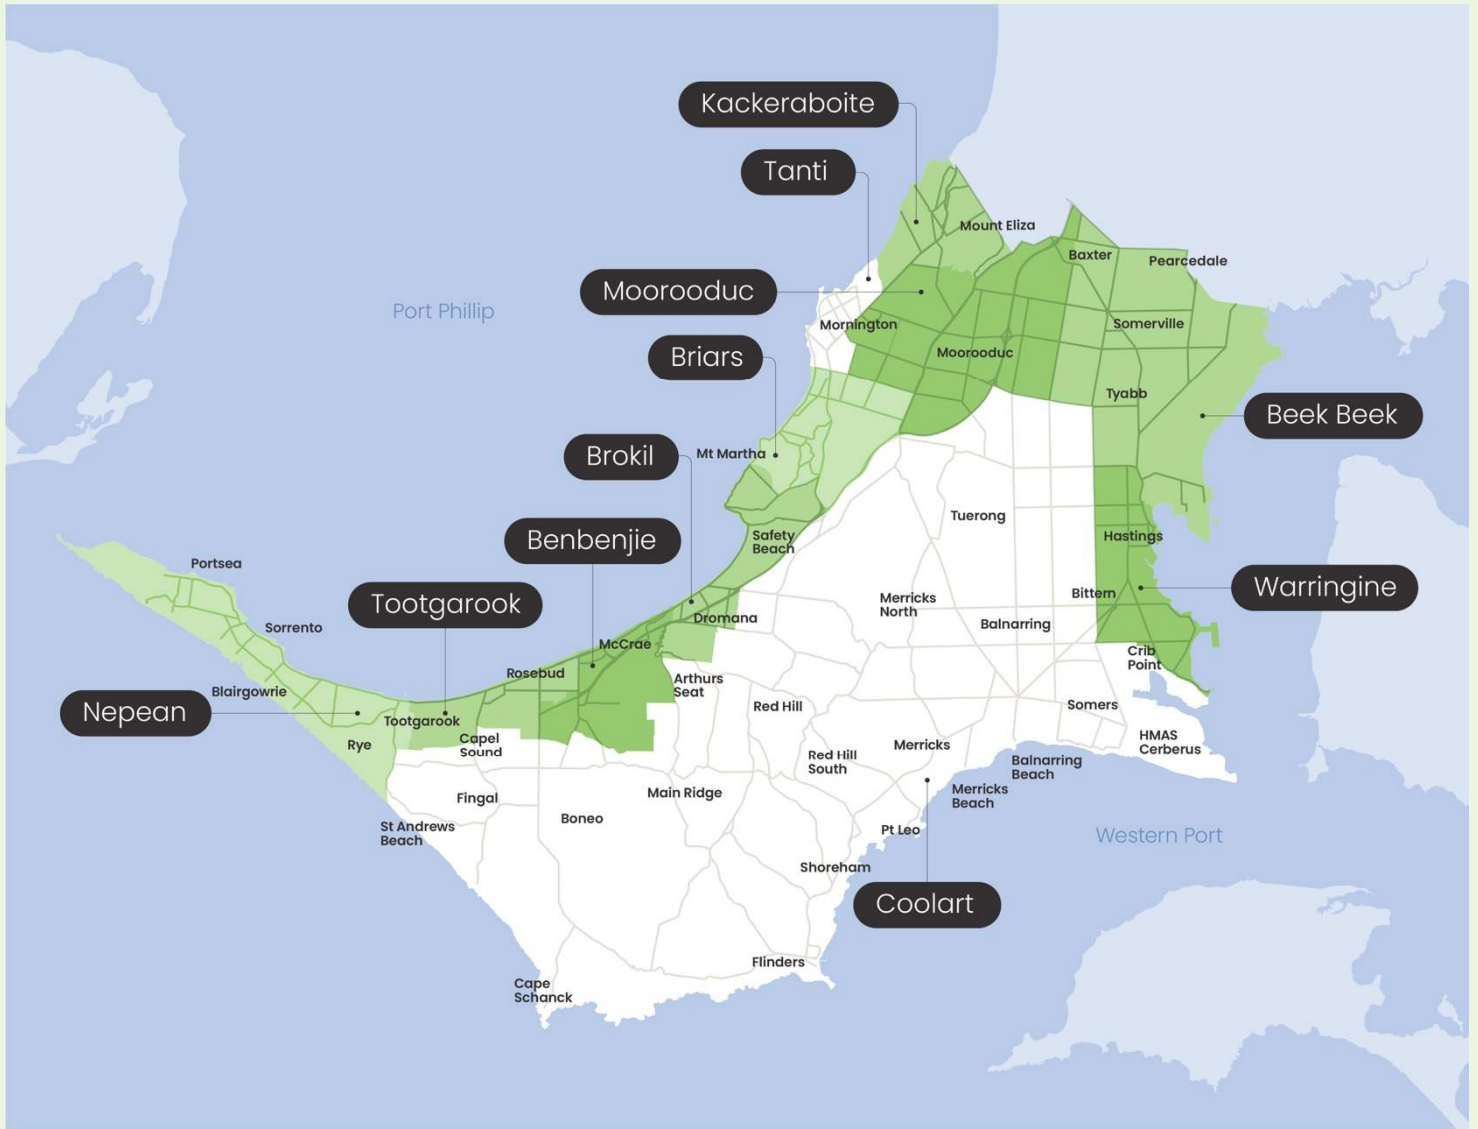 Kackeraboite
Tanti
Mount Eliza
Baxter
Pearcedale
Moorooduc
Port Phillip
Mornington
Somerville
Moorooduc
Briars
Tyabb
Beek Beek
Brokil
Mt Martha
Tuerong
Benbenjie
Safety
Beach
Hastings
Portsea
Warringine
Bittern
Tootgarook
Merricks
North
Dromana
Balnarring
Sorrento
McCrae
Crib
Point
Rosebud
Arthurs
Seat
Blairgowrie
Nepean
Red Hill
Somers
Tootgarook
Capel
Sound
Rye
HMAS
Cerberus
Merricks
Red Hill
South
Balnarring
Beach
Main Ridge
Merricks
Beach
Fingal
Boneo
St Andrews
Beach
Pt Leo
Western Port
Shoreham
Coolart
Flinders
Cape
Schanck